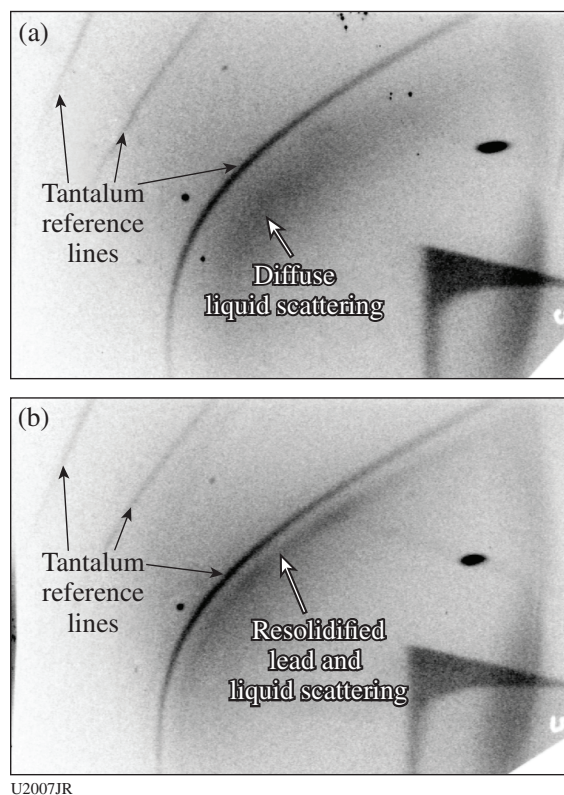 (a)
Tantalum
reference
lines
Diffuse
liquid scattering
(b)
Tantalum
reference
lines
Resolidified
lead and
liquid scattering
U2007JR